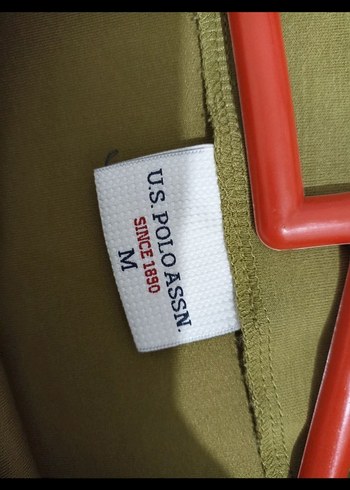 U.S. POLO ASSN.
SINCE 1890
M